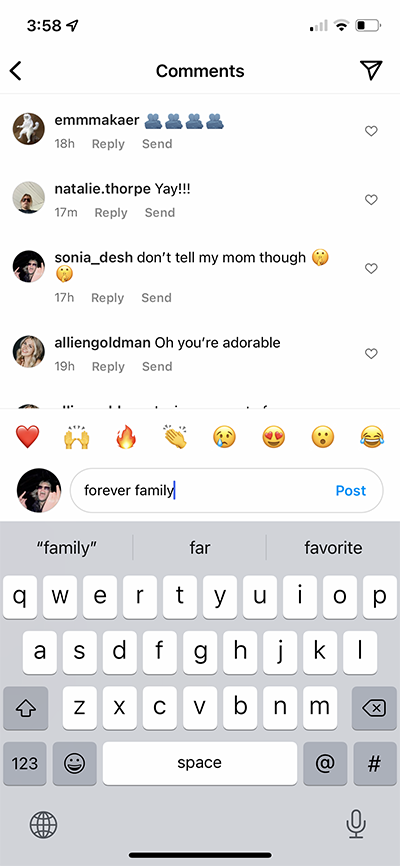 3:58
Comments
emmmakaer 🫂🫂🫂🫂
18h Reply Send
natalie.thorpe Yay!!!
17m Reply Send
sonia_desh don’t tell my mom though 🤫
🤫
17h Reply Send
alliengoldman Oh you’re adorable
19h Reply Send
❤️ 🙌 🔥 👏 😢 😍 😮 😂
forever family Post
“family” far favorite
q w e r t y u i o p
a s d f g h j k l
z x c v b n m
123 space @ #